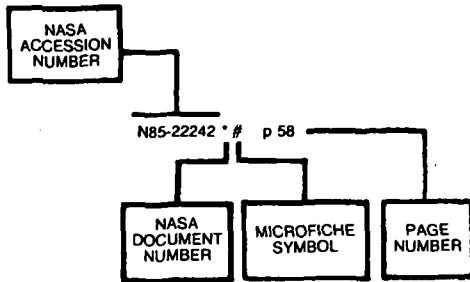 NASA
ACCESSION
NUMBER
N85-22242 * # p 58
NASA
DOCUMENT
NUMBER
MICROFICHE
SYMBOL
PAGE
NUMBER